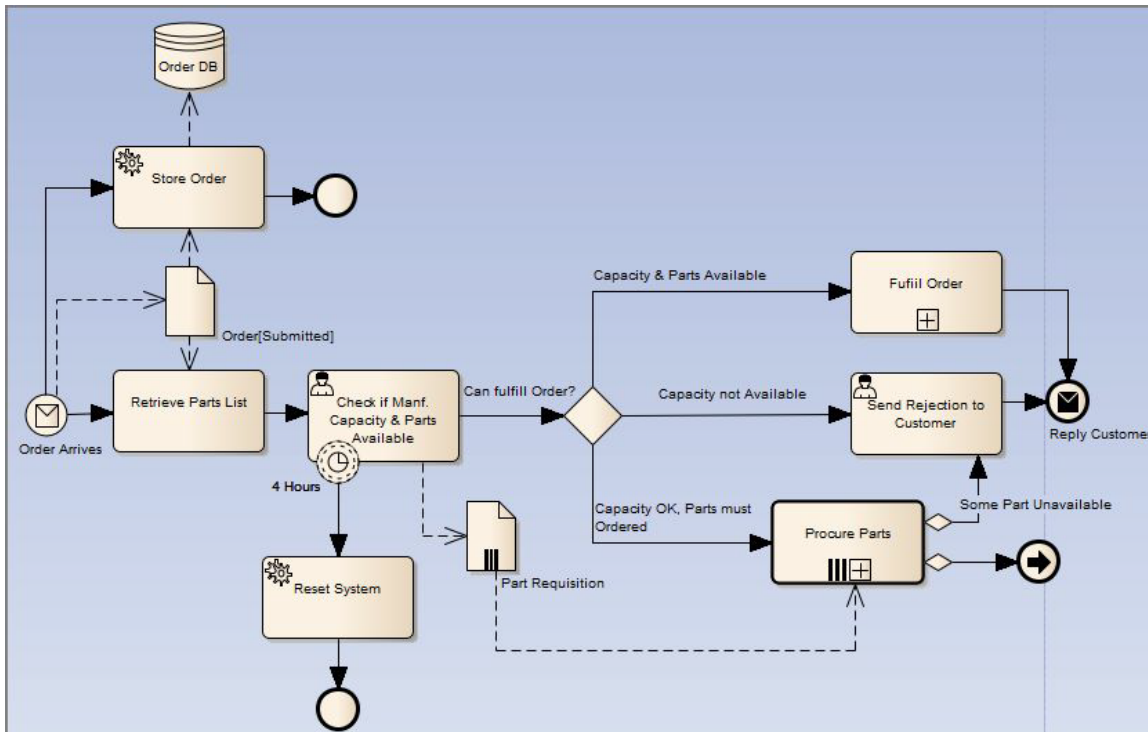 Order DB
Store Order
Order[Submitted]
Order Arrives
Retrieve Parts List
Check if Manf.
Capacity & Parts
Available
4 Hours
Reset System
Can fulfill Order?
Part Requisition
Capacity & Parts Available
Capacity not Available
Capacity OK, Parts must
Ordered
Fufiil Order
Send Rejection to
Customer
Reply Customer
Some Part Unavailable
Procure Parts